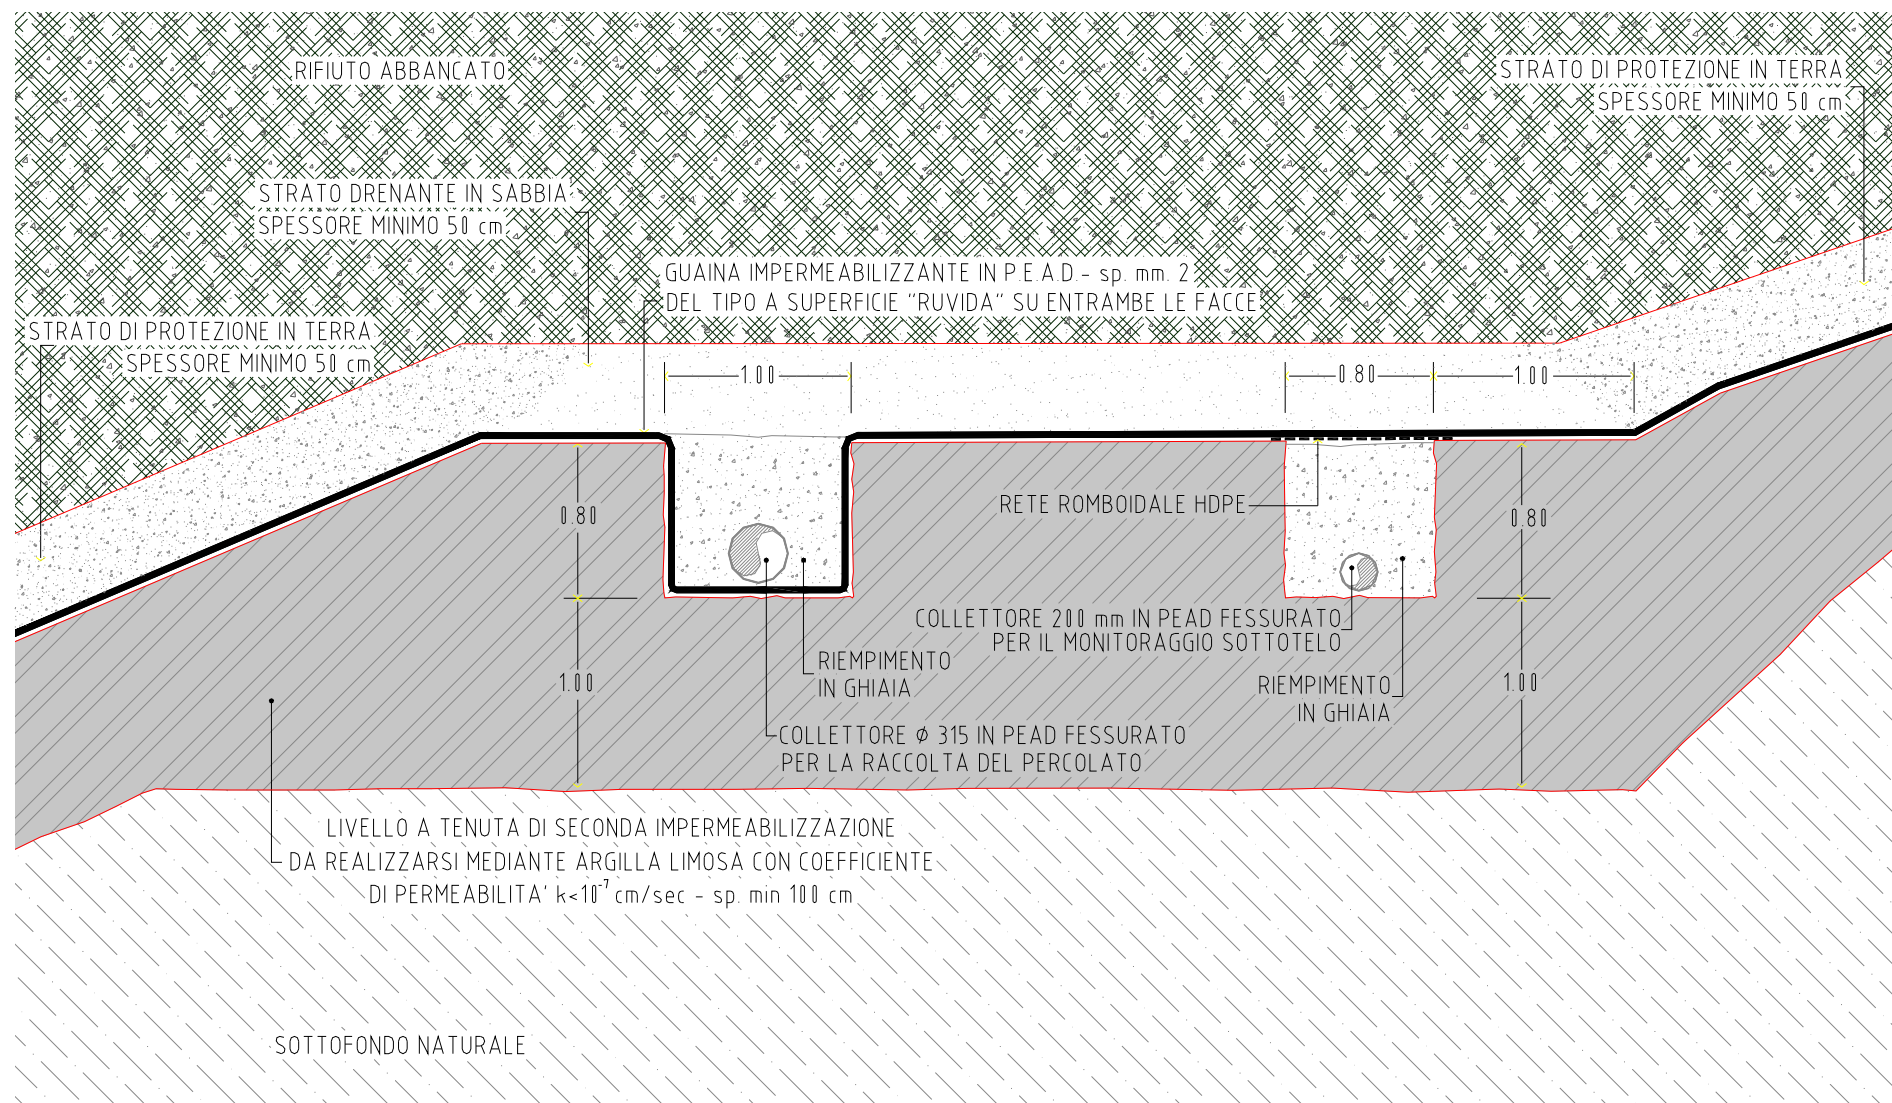 RIFIUTO ABBANCATO
STRATO DI PROTEZIONE IN TERRA
SPESSORE MINIMO 50 cm
STRATO DRENANTE IN SABBIA
SPESSORE MINIMO 50 cm
GUAINA IMPERMEABILIZZANTE IN P.E.A.D.- sp. mm. 2
DEL TIPO A SUPERFICIE "RUVIDA" SU ENTRAMBE LE FACCE
STRATO DI PROTEZIONE IN TERRA
SPESSORE MINIMO 50 cm
1.00
0.80
1.00
0.80
RETE ROMBOIDALE HDPE
0.80
COLLETTORE 200 mm IN PEAD FESSURATO
PER IL MONITORAGGIO SOTTOTELO
RIEMPIMENTO
IN GHIAIA
1.00
RIEMPIMENTO
IN GHIAIA
1.00
COLLETTORE ϕ 315 IN PEAD FESSURATO
PER LA RACCOLTA DEL PERCOLATO
LIVELLO A TENUTA DI SECONDA IMPERMEABILIZZAZIONE
DA REALIZZARSI MEDIANTE ARGILLA LIMOSA CON COEFFICIENTE
DI PERMEABILITA' k<10⁻⁷ cm/sec - sp. min 100 cm
SOTTOFONDO NATURALE